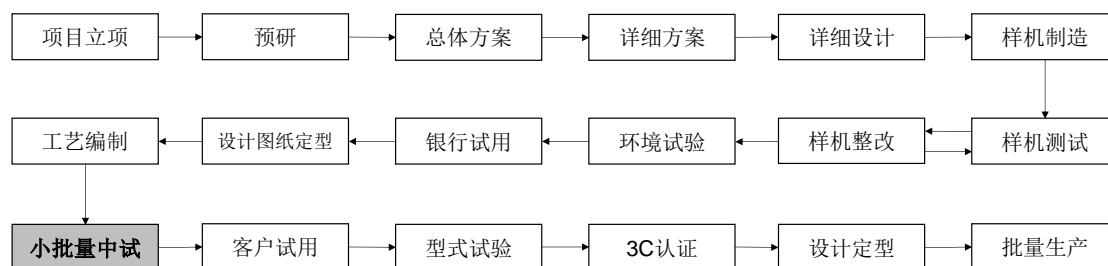 项目立项
预研
总体方案
详细方案
详细设计
样机制造
工艺编制
设计图纸定型
银行试用
环境试验
样机整改
样机测试
小批量中试
客户试用
型式试验
3C认证
设计定型
批量生产